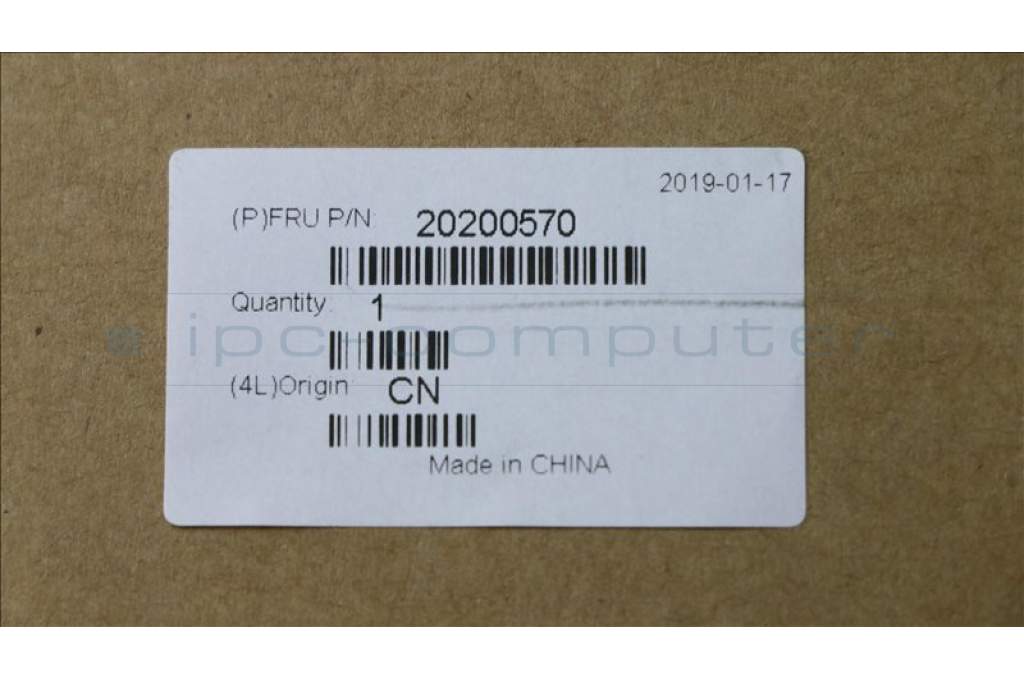 2019-01-17
(P)FRU P/N 20200570
Quantity 1
ipc-computer
(4L)Origin CN
Made in CHINA